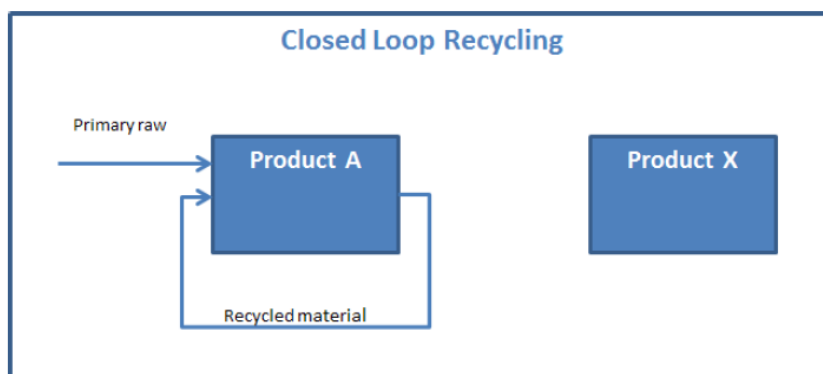 Closed Loop Recycling
Primary raw
Product A
Product X
Recycled material